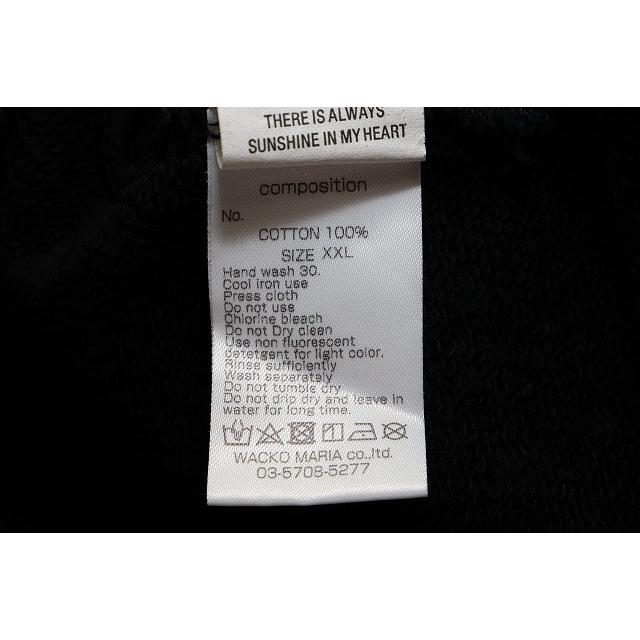 THERE IS ALWAYS
SUNSHINE IN MY HEART
composition
No.
COTTON 100%
SIZE XXL
Hand wash 30.
Cool iron use
Press cloth
Do not use
Chlorine bleach
Do not Dry clean
Use non fluorescent
detetgent for light color.
Rinse sufficiently
Wash separately
Do not tumble dry
Do not drip dry and leave in
water for long time.
WACKO MARIA co.,ltd.
03-5708-5277